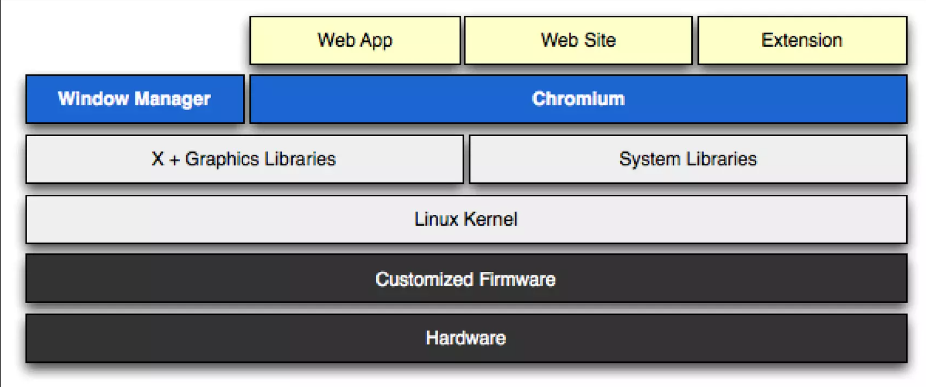 Web App
Web Site
Extension
Window Manager
Chromium
X + Graphics Libraries
System Libraries
Linux Kernel
Customized Firmware
Hardware